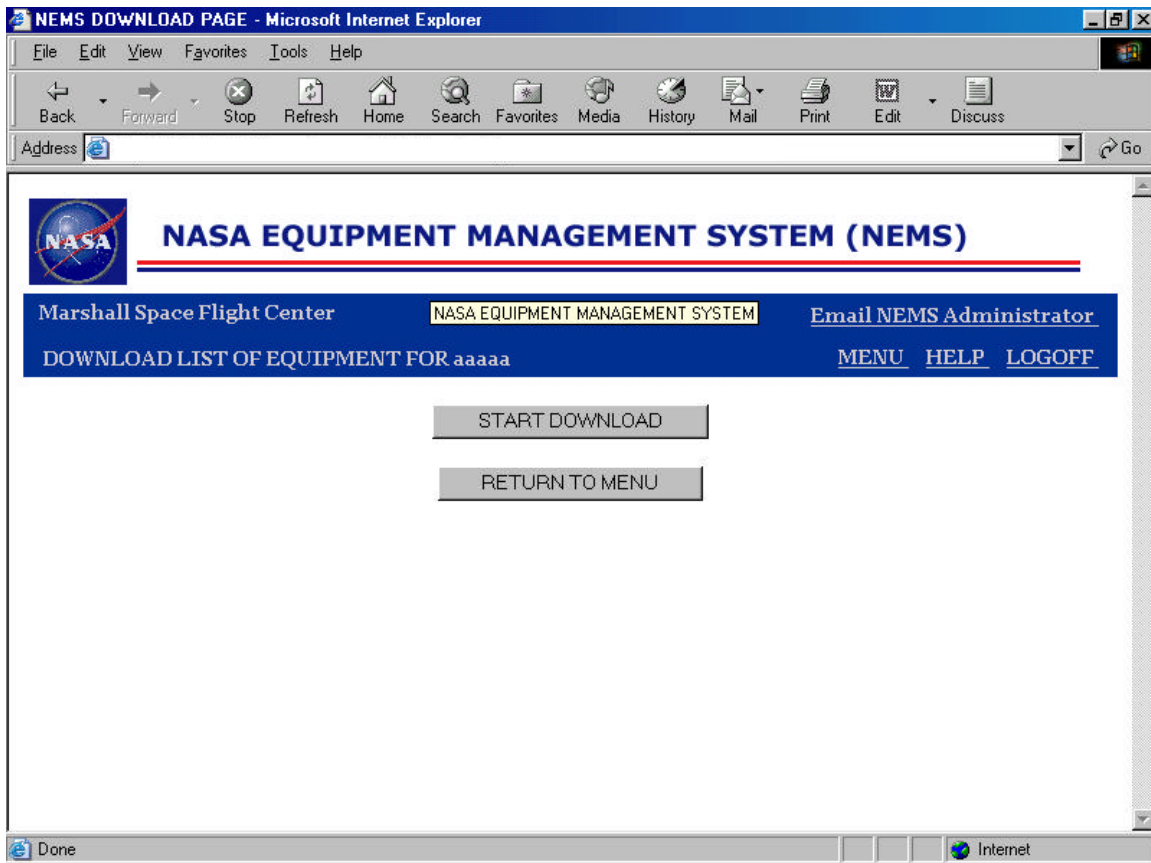 NEMS DOWNLOAD PAGE - Microsoft Internet Explorer
File Edit View Favorites Tools Help
Back Forward Stop Refresh Home Search Favorites Media History Mail Print Edit Discuss
Address Go
NASA NASA EQUIPMENT MANAGEMENT SYSTEM (NEMS)
Marshall Space Flight Center NASA EQUIPMENT MANAGEMENT SYSTEM Email NEMS Administrator
DOWNLOAD LIST OF EQUIPMENT FOR aaaaa MENU HELP LOGOFF
START DOWNLOAD
RETURN TO MENU
Done Internet